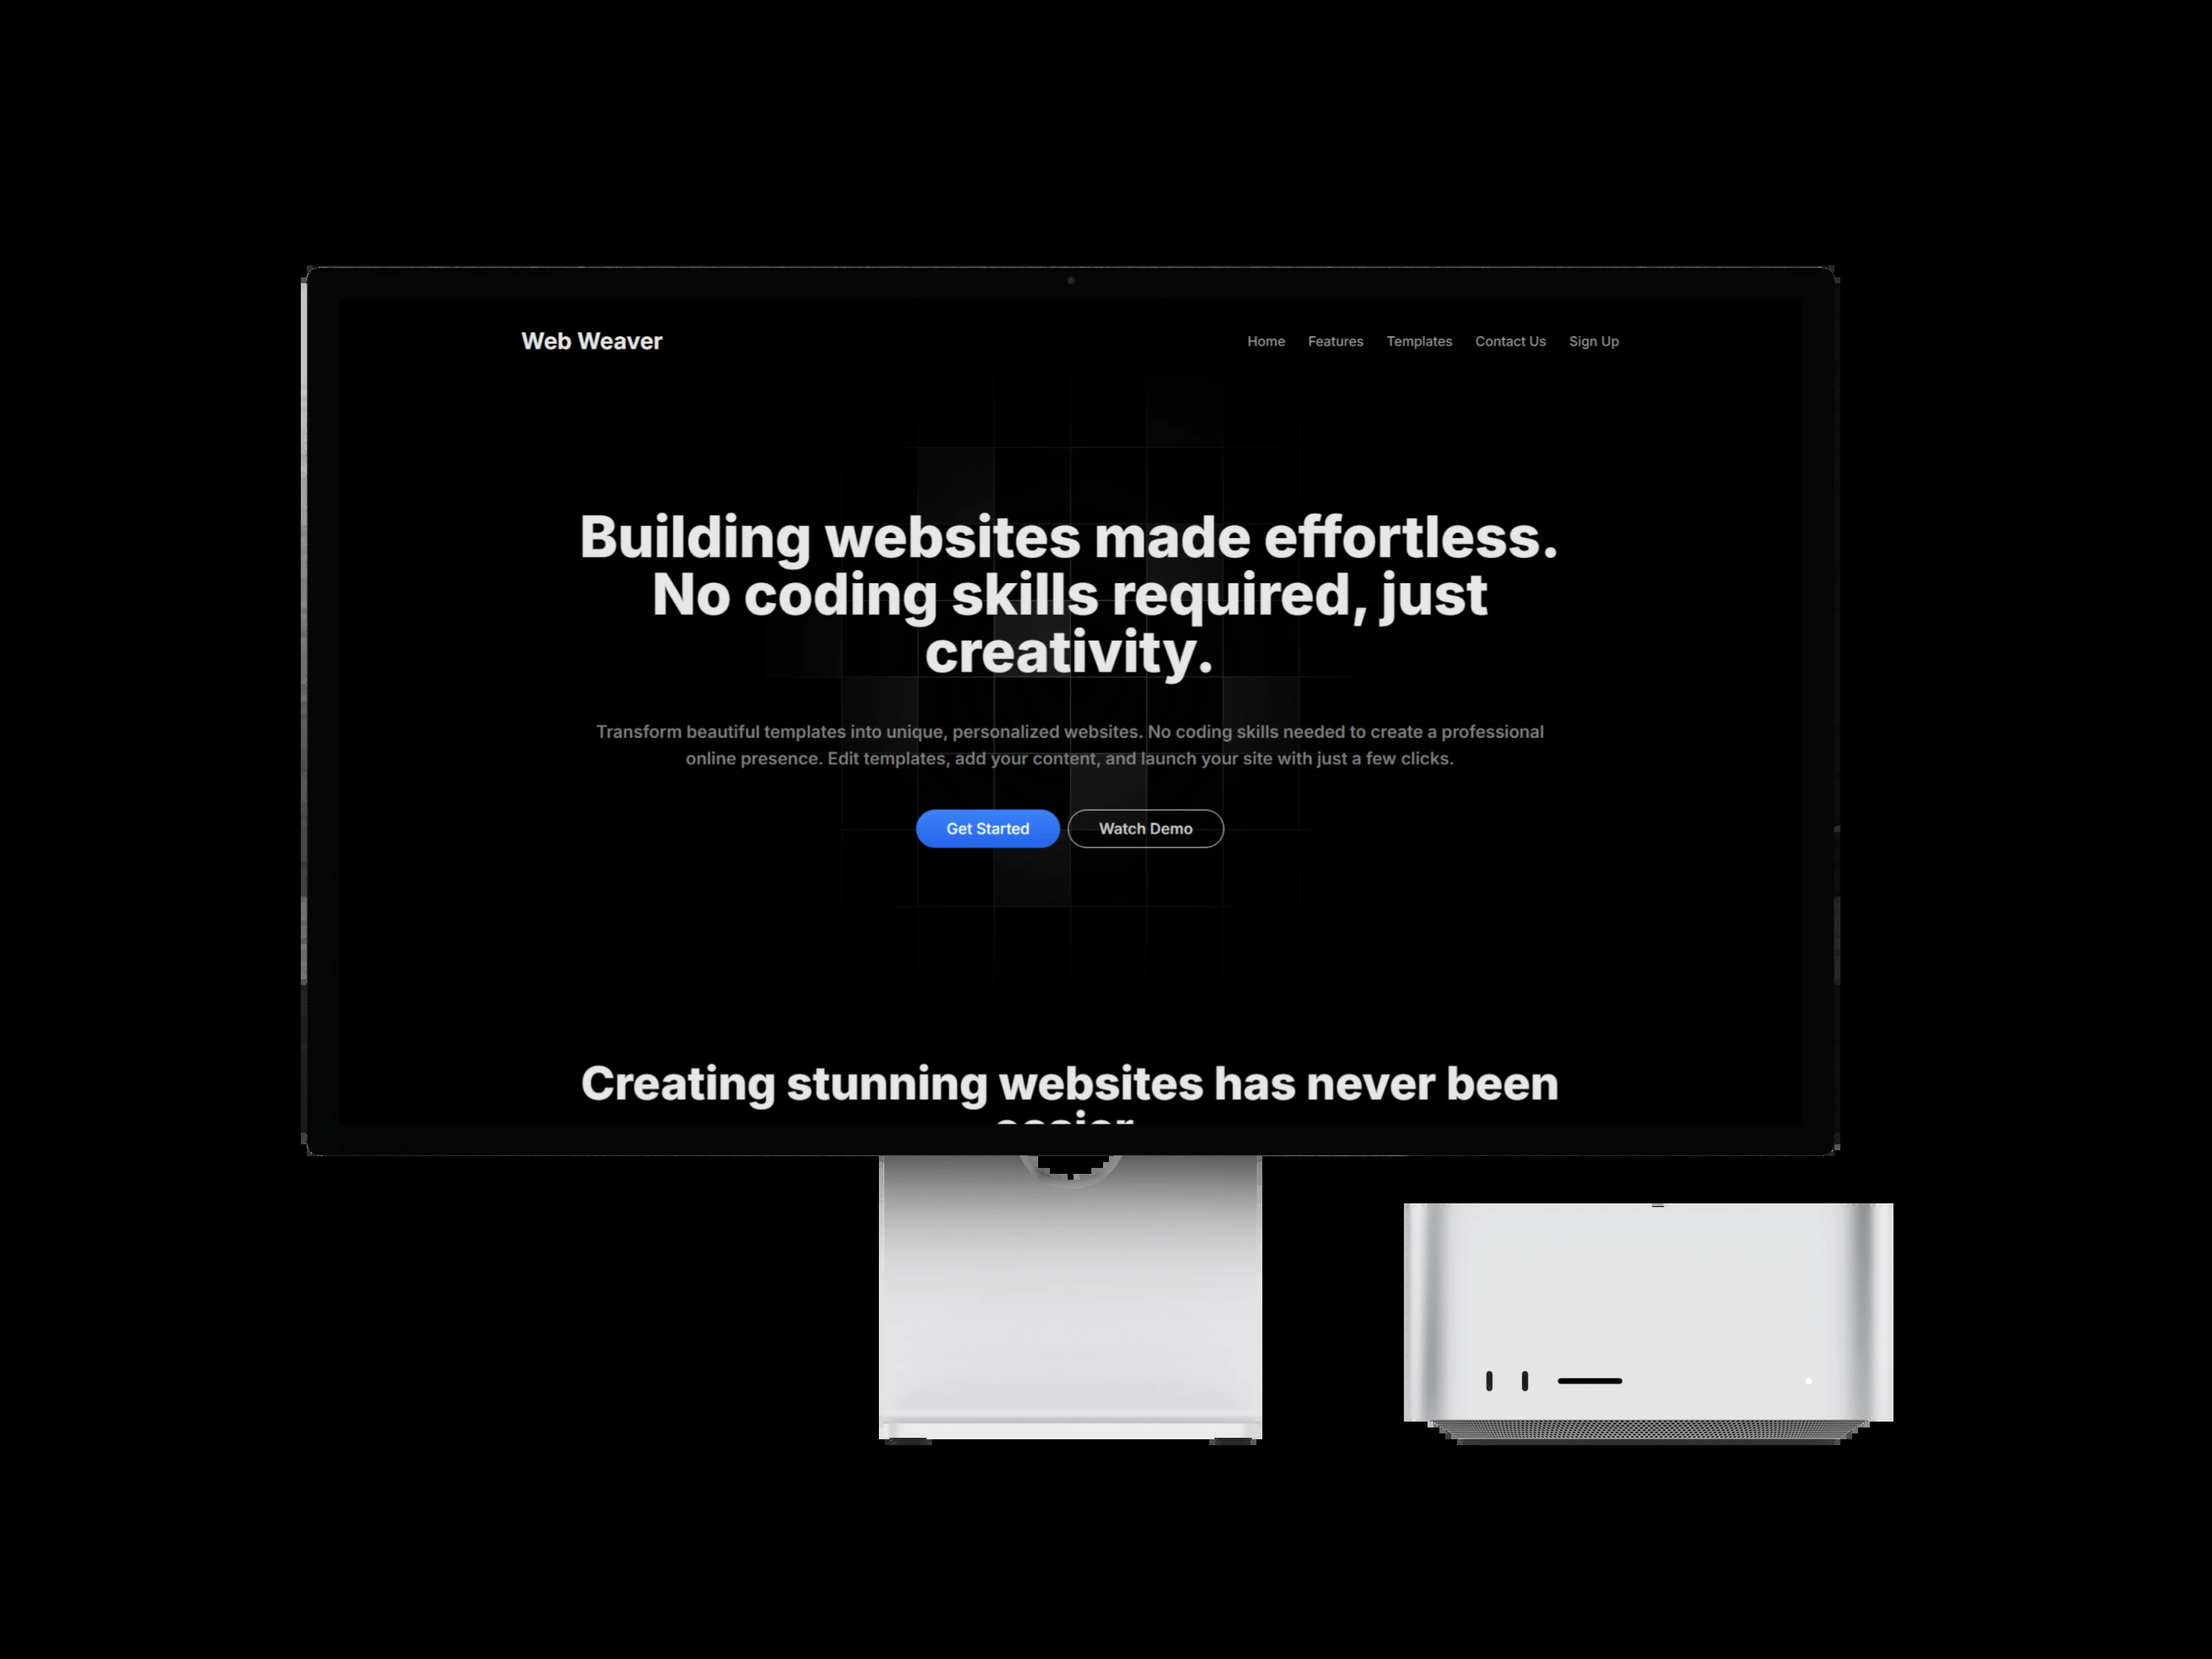 Web Weaver
Home Features Templates Contact Us Sign Up
Building websites made effortless.
No coding skills required, just
creativity.
Transform beautiful templates into unique, personalized websites. No coding skills needed to create a professional
online presence. Edit templates, add your content, and launch your site with just a few clicks.
Get Started Watch Demo
Creating stunning websites has never been
easier